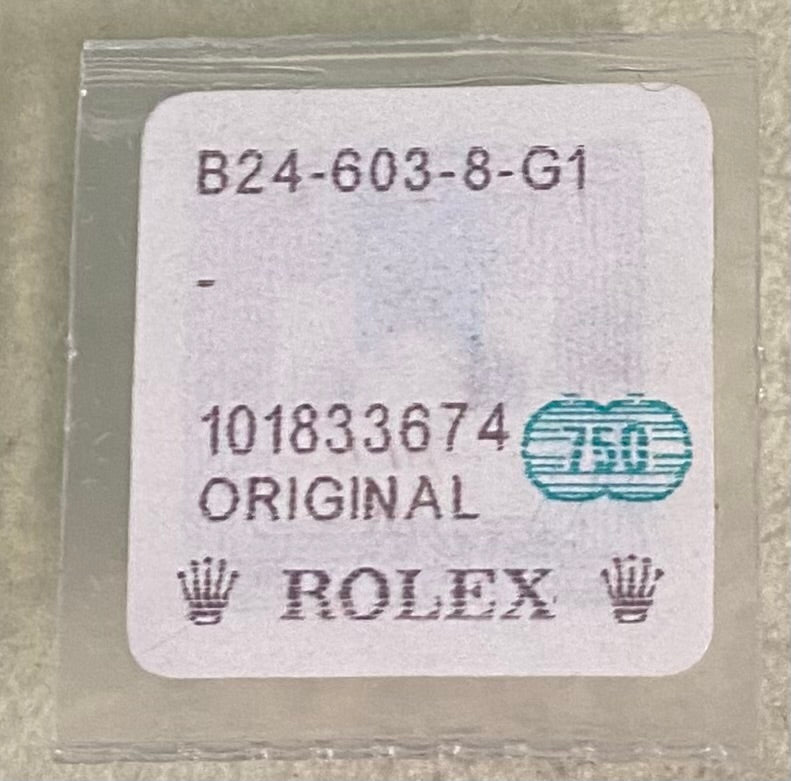 B24-603-8-G1
-
101833674 750
ORIGINAL
ROLEX